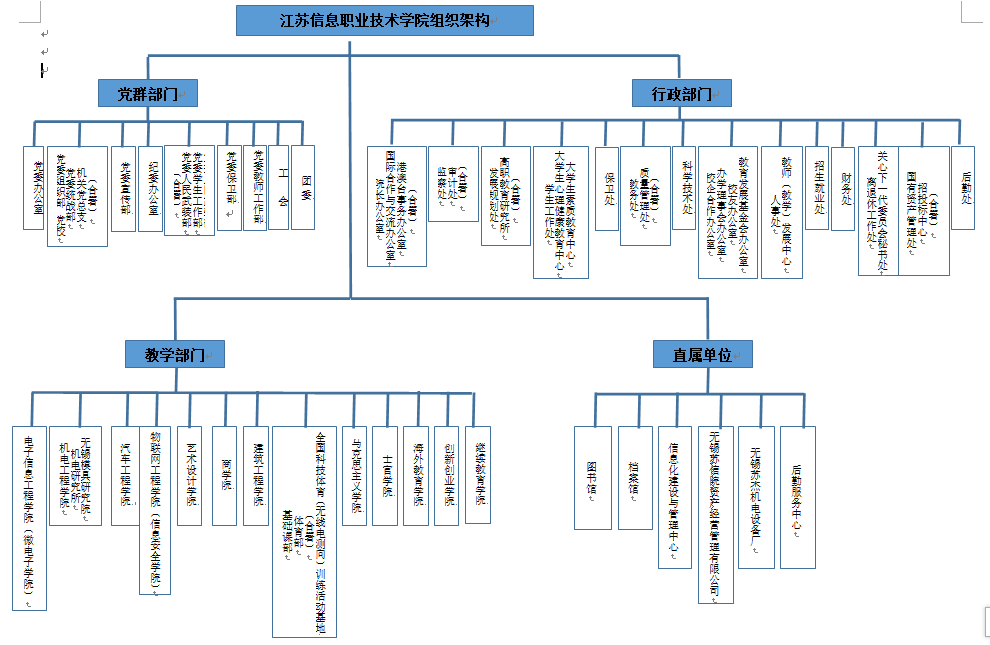 江苏信息职业技术学院组织架构
党群部门
行政部门
党委办公室
党委组织部 党校
党委统战部
机关党总支
（合署）
党委宣传部
纪委办公室
党委学生工作部
党委人民武装部
（合署）
党委保卫部
党委教师工作部
工 会
团 委
国际合作与交流办公室
港澳台事务办公室
院长办公室
（合署）
监察处
审计处
（合署）
高职教育研究所
发展规划处
（合署）
大学生素质教育中心
大学生心理健康教育中心
学生工作处
保卫处
质量管理处
教务处
（合署）
科学技术处
教育发展基金会办公室
校友办公室
办学理事会办公室
校企合作办公室
教师（教学）发展中心
人事处
招生就业处
财务处
关心下一代委员会秘书处
离退休工作处
国有资产管理处
招投标中心
（合署）
后勤处
教学部门
直属单位
电子信息工程学院（微电子学院）
无锡模具研究院
机电研究所
机电工程学院
汽车工程学院
物联网工程学院（信息安全学院）
艺术设计学院
商学院
建筑工程学院
全国科技体育（无线电测向）训练活动基地
（合署）
体育部
基础课部
马克思主义学院
士官学院
海外教育学院
创新创业学院
继续教育学院
图书馆
档案馆
信息化建设与管理中心
无锡苏信院资产经营管理有限公司
无锡苏木机电设备厂
后勤服务中心